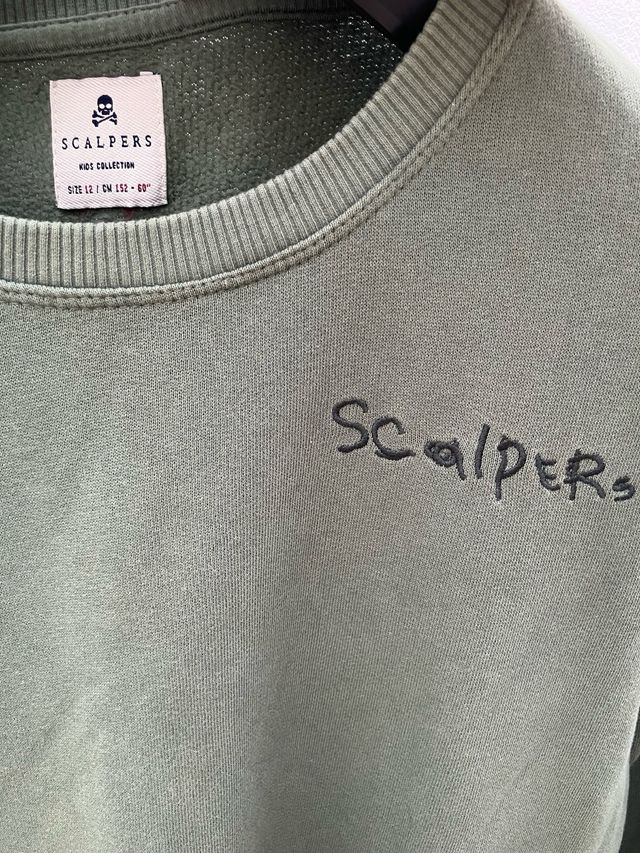 SCALPERS
KIDS COLLECTION
SIZE 12 / CM 152 - 60"
ScalpERs